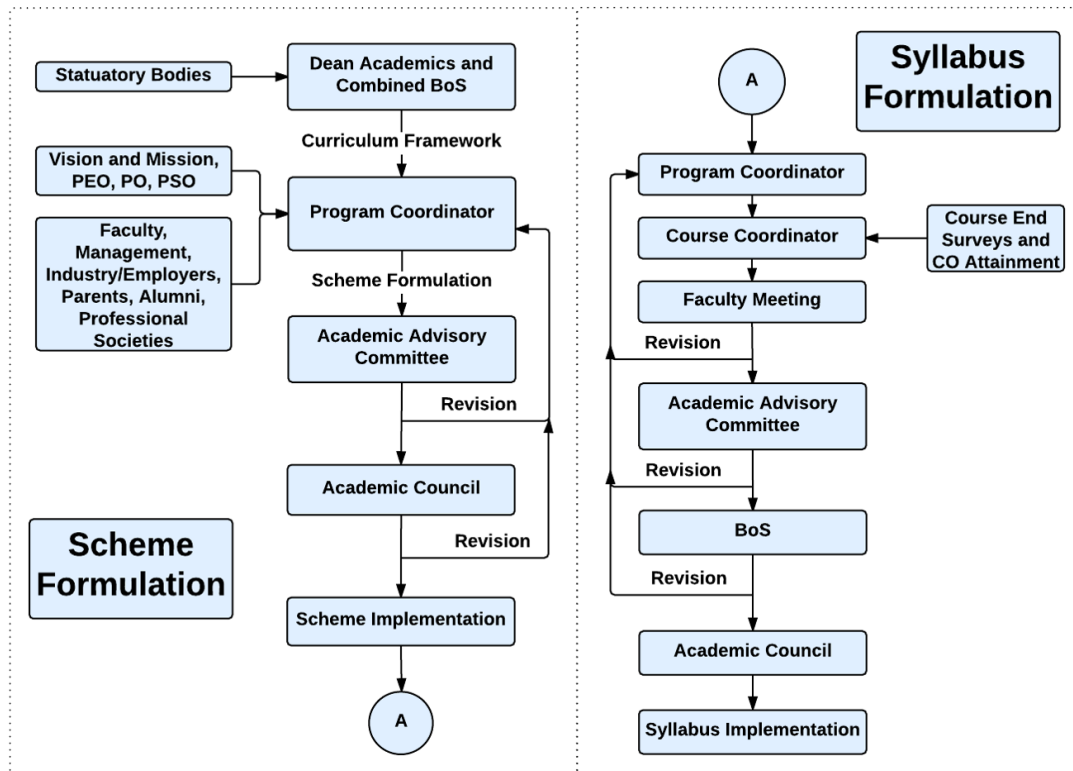 Statuatory Bodies
Dean Academics and
Combined BoS
Curriculum Framework
Vision and Mission,
PEO, PO, PSO
Program Coordinator
Faculty,
Management,
Industry/Employers,
Parents, Alumni,
Professional
Societies
Scheme Formulation
Academic Advisory
Committee
Revision
Academic Council
Revision
Scheme
Formulation
Scheme Implementation
A
Syllabus
Formulation
A
Program Coordinator
Course Coordinator
Course End
Surveys and
CO Attainment
Faculty Meeting
Revision
Academic Advisory
Committee
Revision
BoS
Revision
Academic Council
Syllabus Implementation